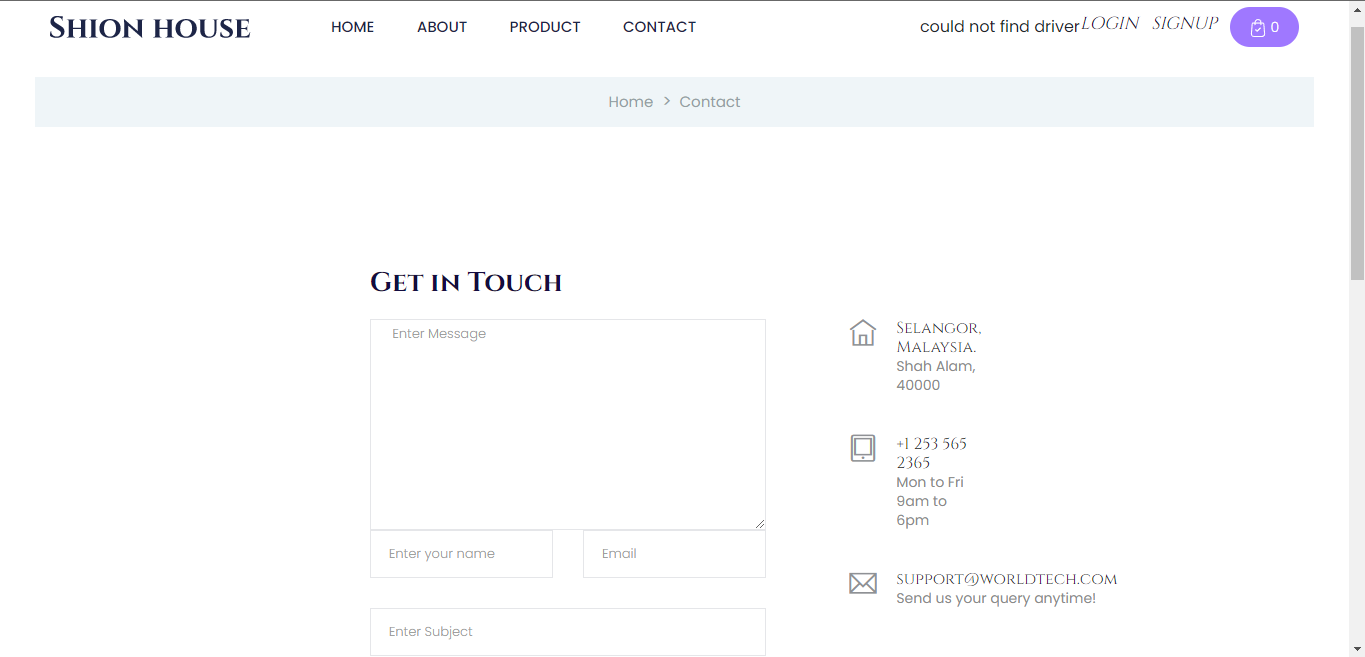 Shion house
HOME ABOUT PRODUCT CONTACT
could not find driver LOGIN SIGNUP 0
Home > Contact
Get in Touch
Enter Message
Enter your name
Email
Enter Subject
Selangor,
Malaysia.
Shah Alam,
40000
+1 253 565
2365
Mon to Fri
9am to
6pm
support@worldtech.com
Send us your query anytime!